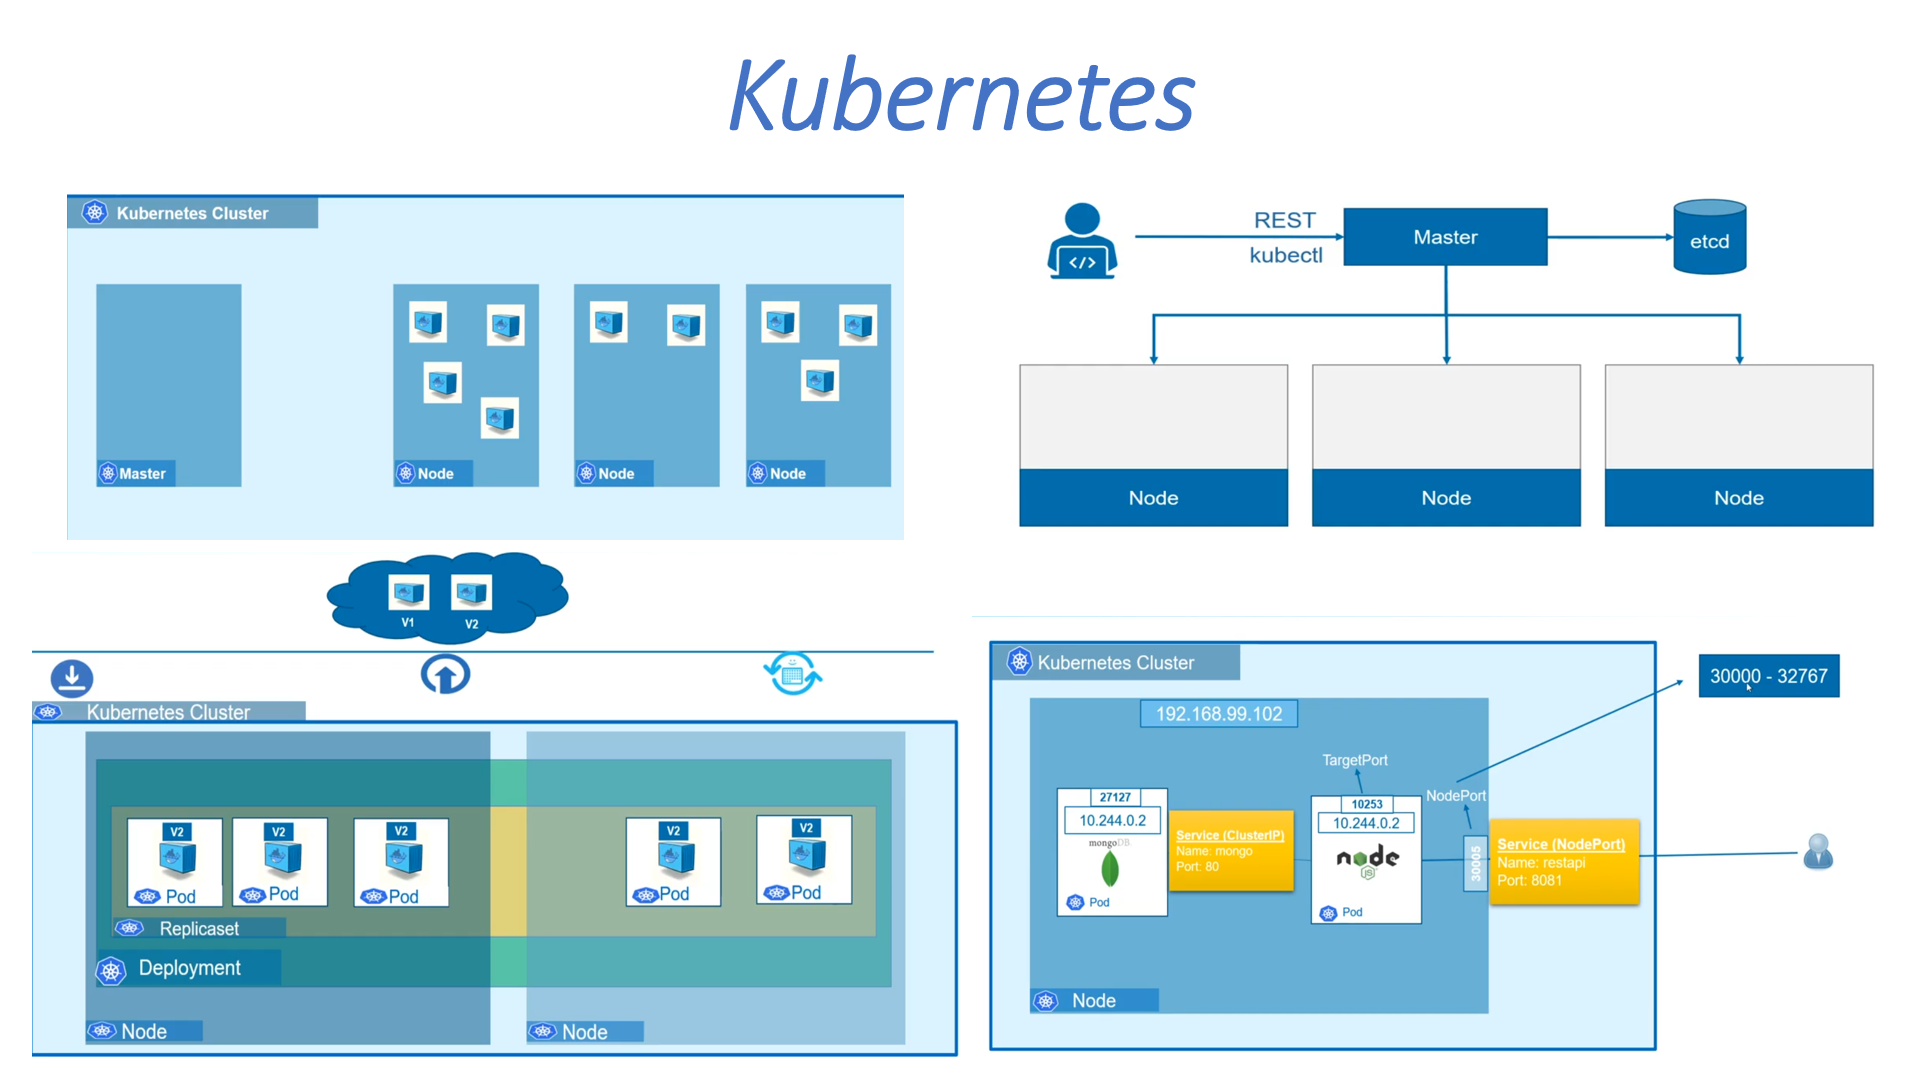 Kubernetes
Kubernetes Cluster
Master
Node
Node
Node
REST
kubectl
Master
etcd
Node
Node
Node
V1
V2
Kubernetes Cluster
V2
Pod
V2
Pod
V2
Pod
V2
Pod
V2
Pod
Replicaset
Deployment
Node
Node
Kubernetes Cluster
192.168.99.102
30000 - 32767
TargetPort
NodePort
27127
10.244.0.2
mongoDB
Pod
Service (ClusterIP)
Name: mongo
Port: 80
10253
10.244.0.2
node
JS
Pod
30005
Service (NodePort)
Name: restapi
Port: 8081
Node